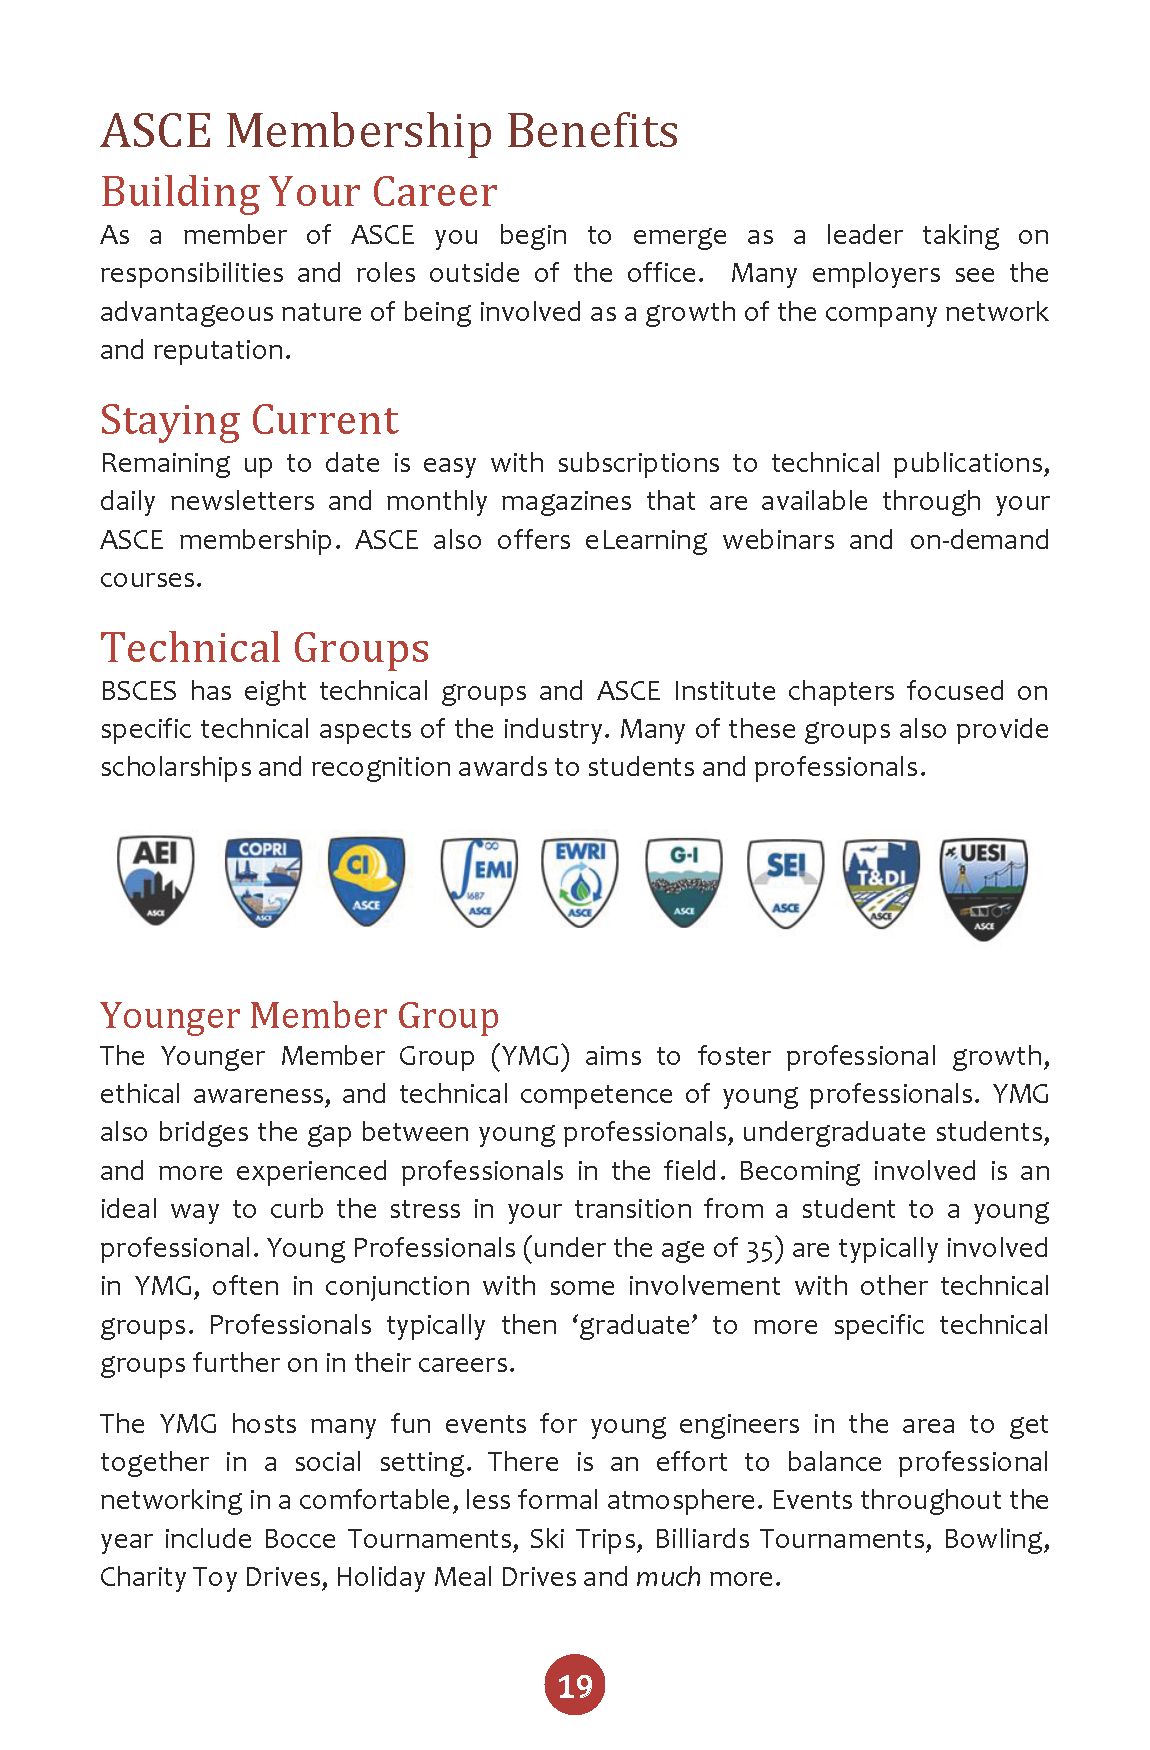 ASCE Membership Benefits
Building Your Career
As a member of ASCE you begin to emerge as a leader taking on
responsibilities and roles outside of the office.  Many employers see the
advantageous nature of being involved as a growth of the company network
and reputation.
Staying Current
Remaining up to date is easy with subscriptions to technical publications,
daily newsletters and monthly magazines that are available through your
ASCE membership. ASCE also offers eLearning webinars and on-demand
courses.
Technical Groups
BSCES has eight technical groups and ASCE Institute chapters focused on
specific technical aspects of the industry. Many of these groups also provide
scholarships and recognition awards to students and professionals.
AEI COPRI CI EMI EWRI G-I SEI T&DI UESI
1687
ASCE ASCE ASCE ASCE ASCE ASCE ASCE ASCE ASCE
Younger Member Group
The Younger Member Group (YMG) aims to foster professional growth,
ethical awareness, and technical competence of young professionals. YMG
also bridges the gap between young professionals, undergraduate students,
and more experienced professionals in the field. Becoming involved is an
ideal way to curb the stress in your transition from a student to a young
professional. Young Professionals (under the age of 35) are typically involved
in YMG, often in conjunction with some involvement with other technical
groups. Professionals typically then ‘graduate’ to more specific technical
groups further on in their careers.
The YMG hosts many fun events for young engineers in the area to get
together in a social setting. There is an effort to balance professional
networking in a comfortable, less formal atmosphere. Events throughout the
year include Bocce Tournaments, Ski Trips, Billiards Tournaments, Bowling,
Charity Toy Drives, Holiday Meal Drives and much more.
19